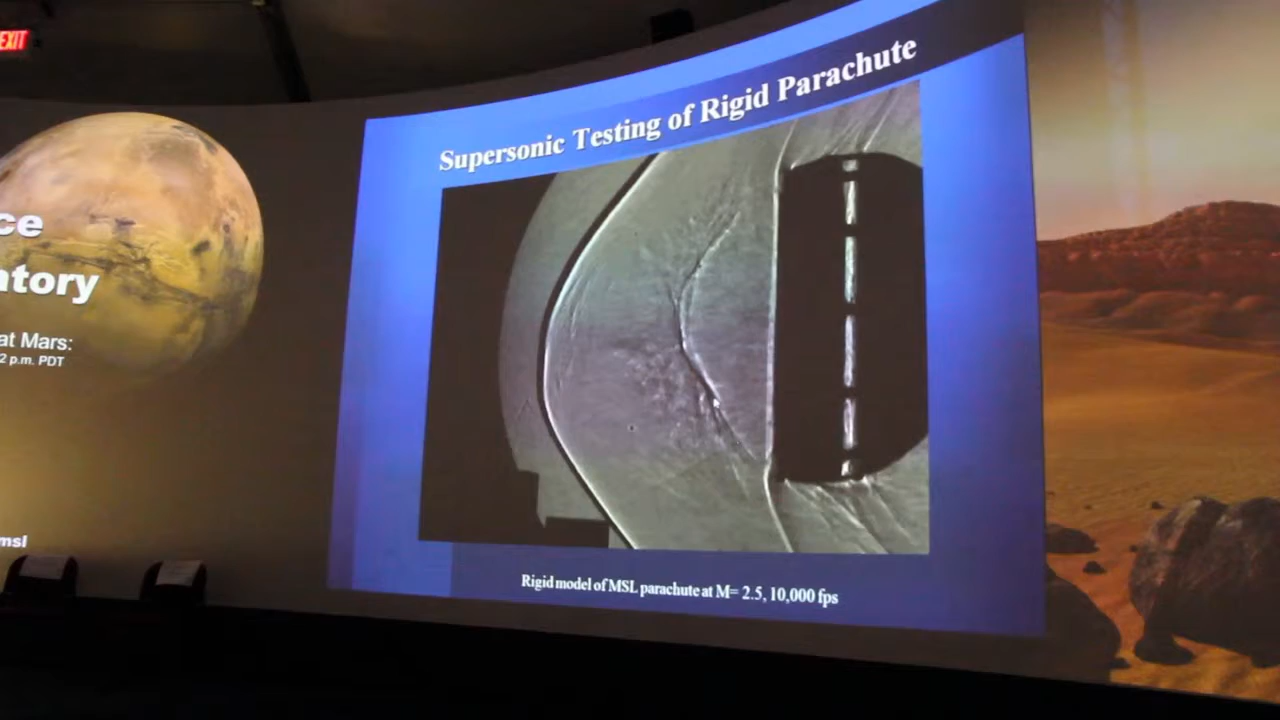 EXIT
ce
atory
at Mars:
2 p.m. PDT
msl
Supersonic Testing of Rigid Parachute
Rigid model of MSL parachute at M= 2.5, 10,000 fps